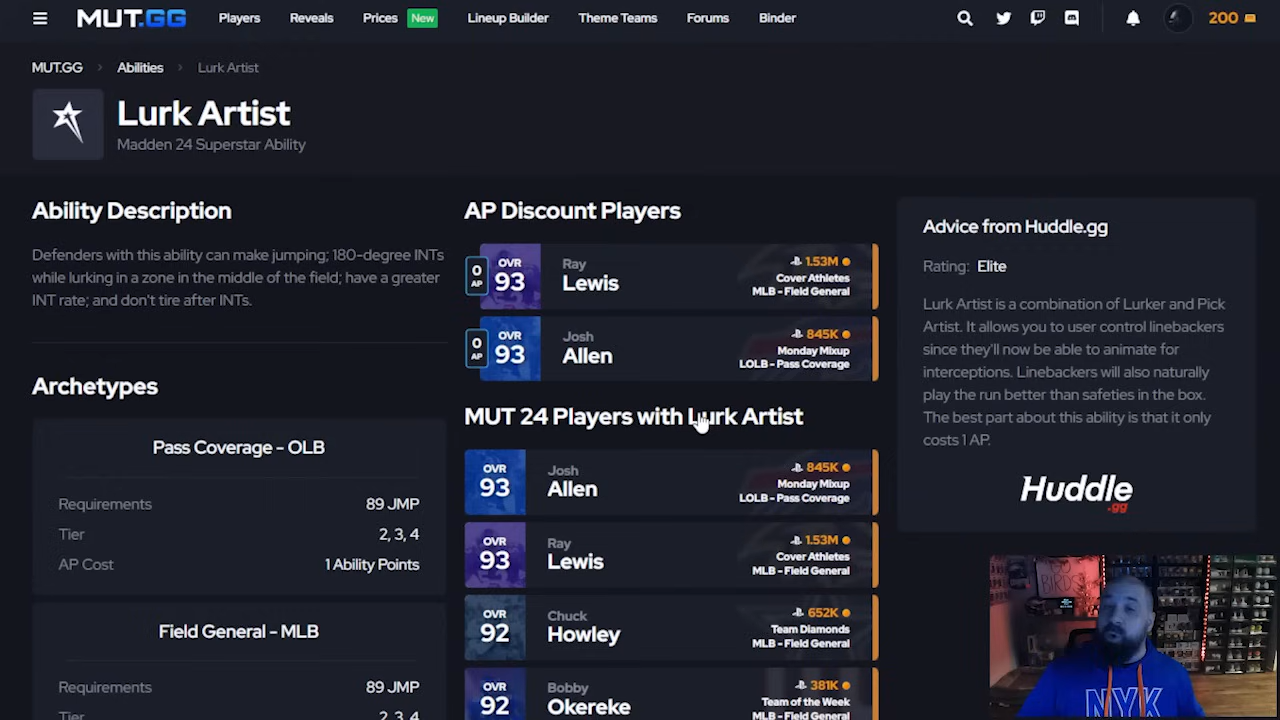 MUT.GG
Players
Reveals
Prices New
Lineup Builder
Theme Teams
Forums
Binder
200
MUT.GG > Abilities > Lurk Artist
Lurk Artist
Madden 24 Superstar Ability
Ability Description
Defenders with this ability can make jumping; 180-degree INTs
while lurking in a zone in the middle of the field; have a greater
INT rate; and don't tire after INTs.
Archetypes
Pass Coverage - OLB
Requirements 89 JMP
Tier 2, 3, 4
AP Cost 1 Ability Points
Field General - MLB
Requirements 89 JMP
Tier 2, 3, 4
AP Discount Players
0 AP
OVR 93
Ray
Lewis
1.53M
Cover Athletes
MLB - Field General
0 AP
OVR 93
Josh
Allen
845K
Monday Mixup
LOLB - Pass Coverage
MUT 24 Players with Lurk Artist
OVR 93
Josh
Allen
845K
Monday Mixup
LOLB - Pass Coverage
OVR 93
Ray
Lewis
1.53M
Cover Athletes
MLB - Field General
OVR 92
Chuck
Howley
652K
Team Diamonds
MLB - Field General
OVR 92
Bobby
Okereke
381K
Team of the Week
MLB - Field General
Advice from Huddle.gg
Rating: Elite
Lurk Artist is a combination of Lurker and Pick
Artist. It allows you to user control linebackers
since they'll now be able to animate for
interceptions. Linebackers will also naturally
play the run better than safeties in the box.
The best part about this ability is that it only
costs 1 AP.
Huddle
.gg
BIRDS
NYK